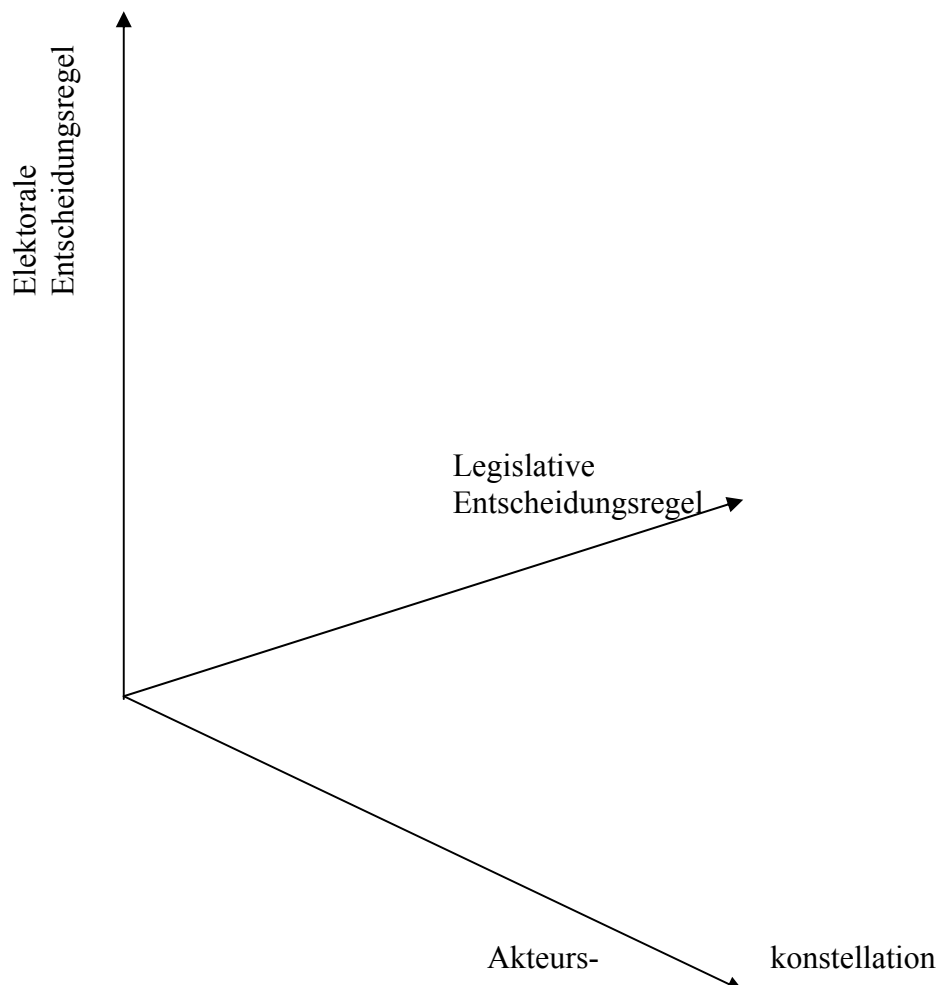 Elektorale
Entscheidungsregel
Legislative
Entscheidungsregel
Akteurs- konstellation